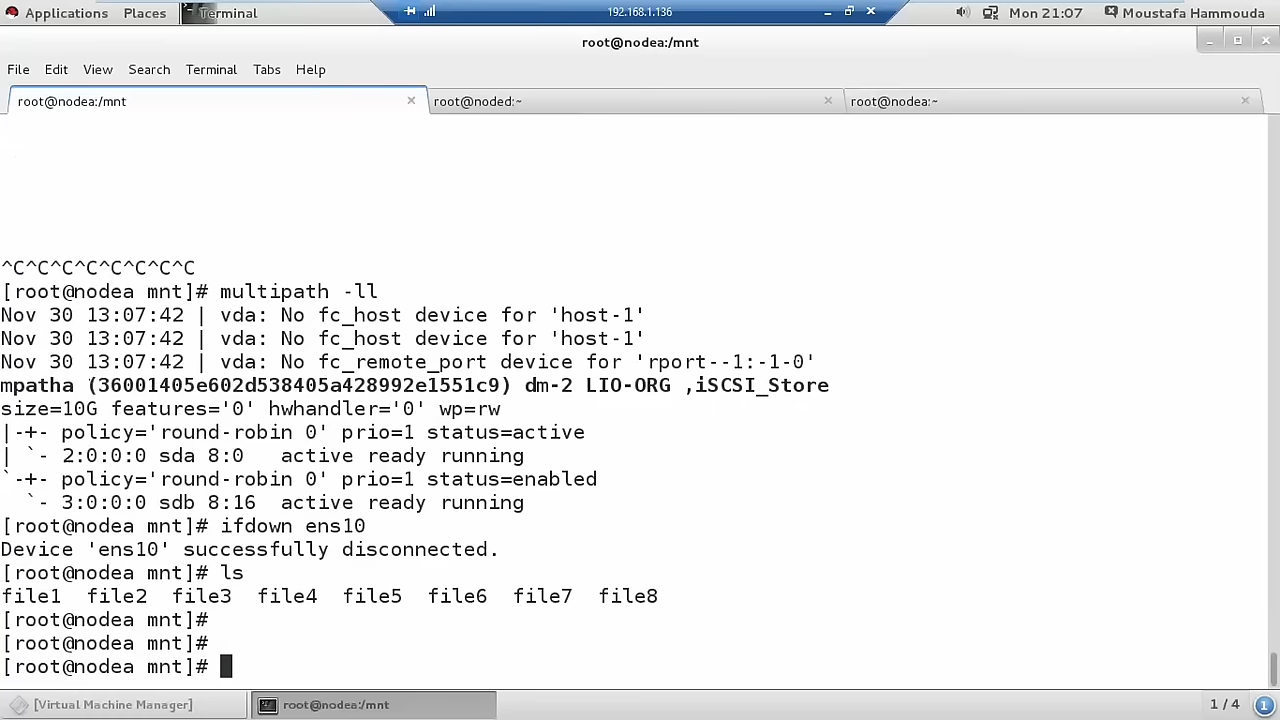 Applications Places Terminal 192.168.1.136 Mon 21:07 Moustafa Hammouda
root@nodea:/mnt
File Edit View Search Terminal Tabs Help
root@nodea:/mnt root@noded:~ root@nodea:~
^C^C^C^C^C^C^C^C
[root@nodea mnt]# multipath -ll
Nov 30 13:07:42 | vda: No fc_host device for 'host-1'
Nov 30 13:07:42 | vda: No fc_host device for 'host-1'
Nov 30 13:07:42 | vda: No fc_remote_port device for 'rport--1:-1-0'
mpatha (36001405e602d538405a428992e1551c9) dm-2 LIO-ORG ,iSCSI_Store
size=10G features='0' hwhandler='0' wp=rw
|-+- policy='round-robin 0' prio=1 status=active
| `- 2:0:0:0 sda 8:0   active ready running
`-+- policy='round-robin 0' prio=1 status=enabled
  `- 3:0:0:0 sdb 8:16  active ready running
[root@nodea mnt]# ifdown ens10
Device 'ens10' successfully disconnected.
[root@nodea mnt]# ls
file1  file2  file3  file4  file5  file6  file7  file8
[root@nodea mnt]#
[root@nodea mnt]#
[root@nodea mnt]#
[Virtual Machine Manager] root@nodea:/mnt 1 / 4 1